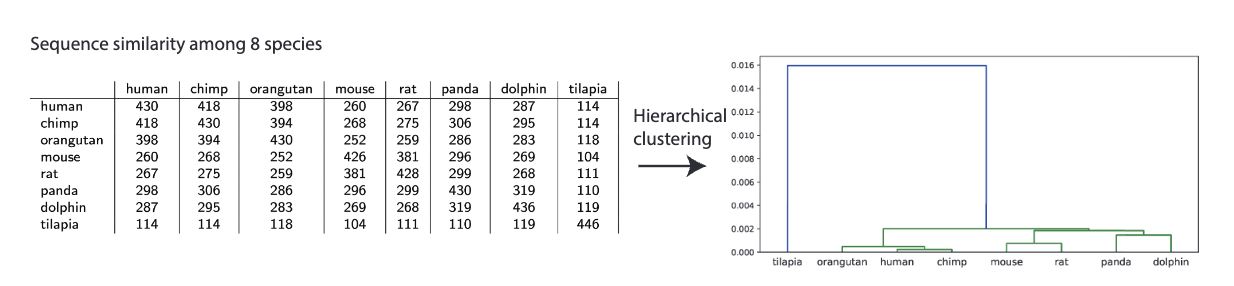 Sequence similarity among 8 species
human chimp orangutan mouse rat panda dolphin tilapia
human 430 418 398 260 267 298 287 114
chimp 418 430 394 268 275 306 295 114
orangutan 398 394 430 252 259 286 283 118
mouse 260 268 252 426 381 296 269 104
rat 267 275 259 381 428 299 268 111
panda 298 306 286 296 299 430 319 110
dolphin 287 295 283 269 268 319 436 119
tilapia 114 114 118 104 111 110 119 446
Hierarchical
clustering
0.016
0.014
0.012
0.010
0.008
0.006
0.004
0.002
0.000
tilapia orangutan human chimp mouse rat panda dolphin